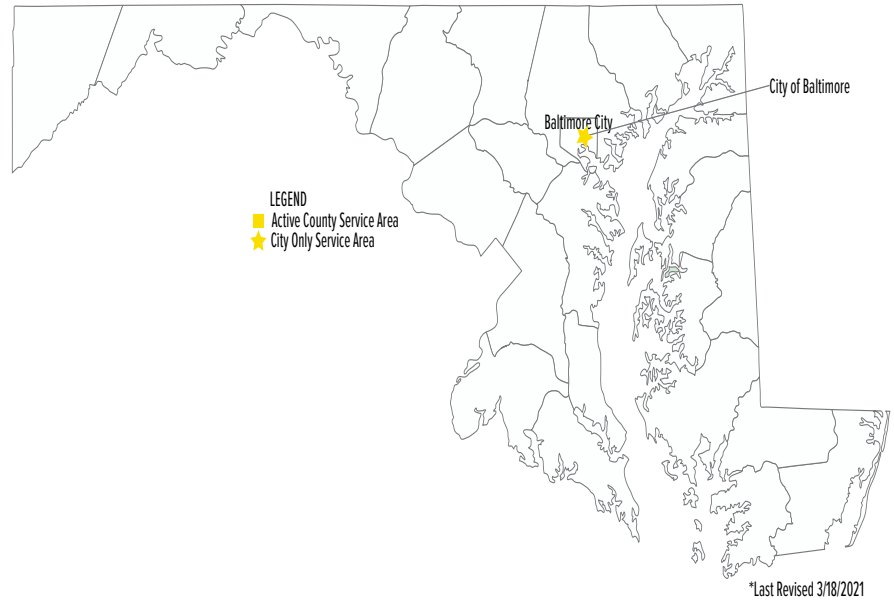 City of Baltimore
Baltimore City
LEGEND
Active County Service Area
City Only Service Area
*Last Revised 3/18/2021